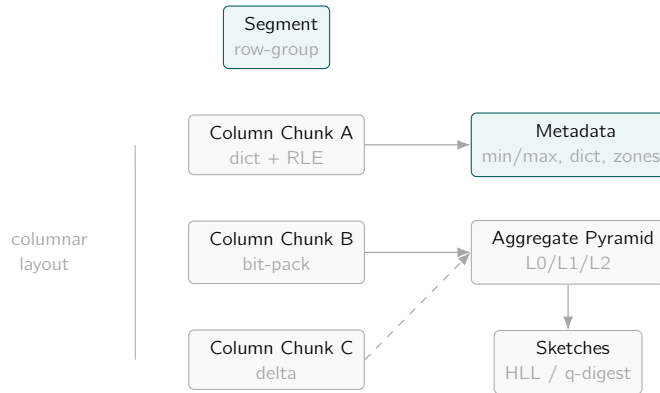 Segment
row-group
Column Chunk A
dict + RLE
Metadata
min/max, dict, zones
columnar
layout
Column Chunk B
bit-pack
Aggregate Pyramid
L0/L1/L2
Column Chunk C
delta
Sketches
HLL / q-digest